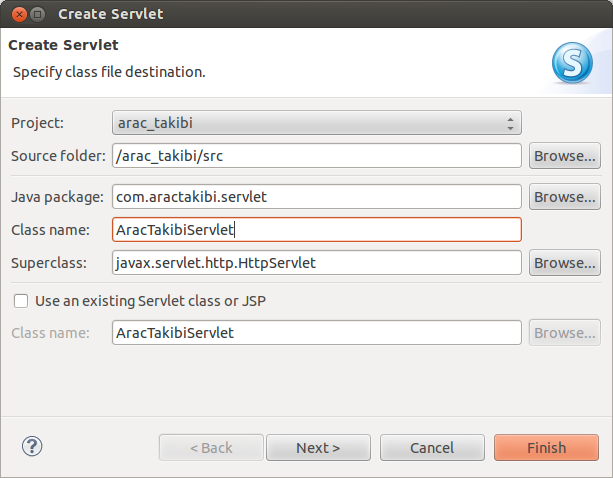 Create Servlet
Create Servlet
Specify class file destination.
S
Project: arac_takibi
Source folder: /arac_takibi/src Browse...
Java package: com.aractakibi.servlet Browse...
Class name: AracTakibiServlet
Superclass: javax.servlet.http.HttpServlet Browse...
Use an existing Servlet class or JSP
Class name: AracTakibiServlet Browse...
? < Back Next > Cancel Finish